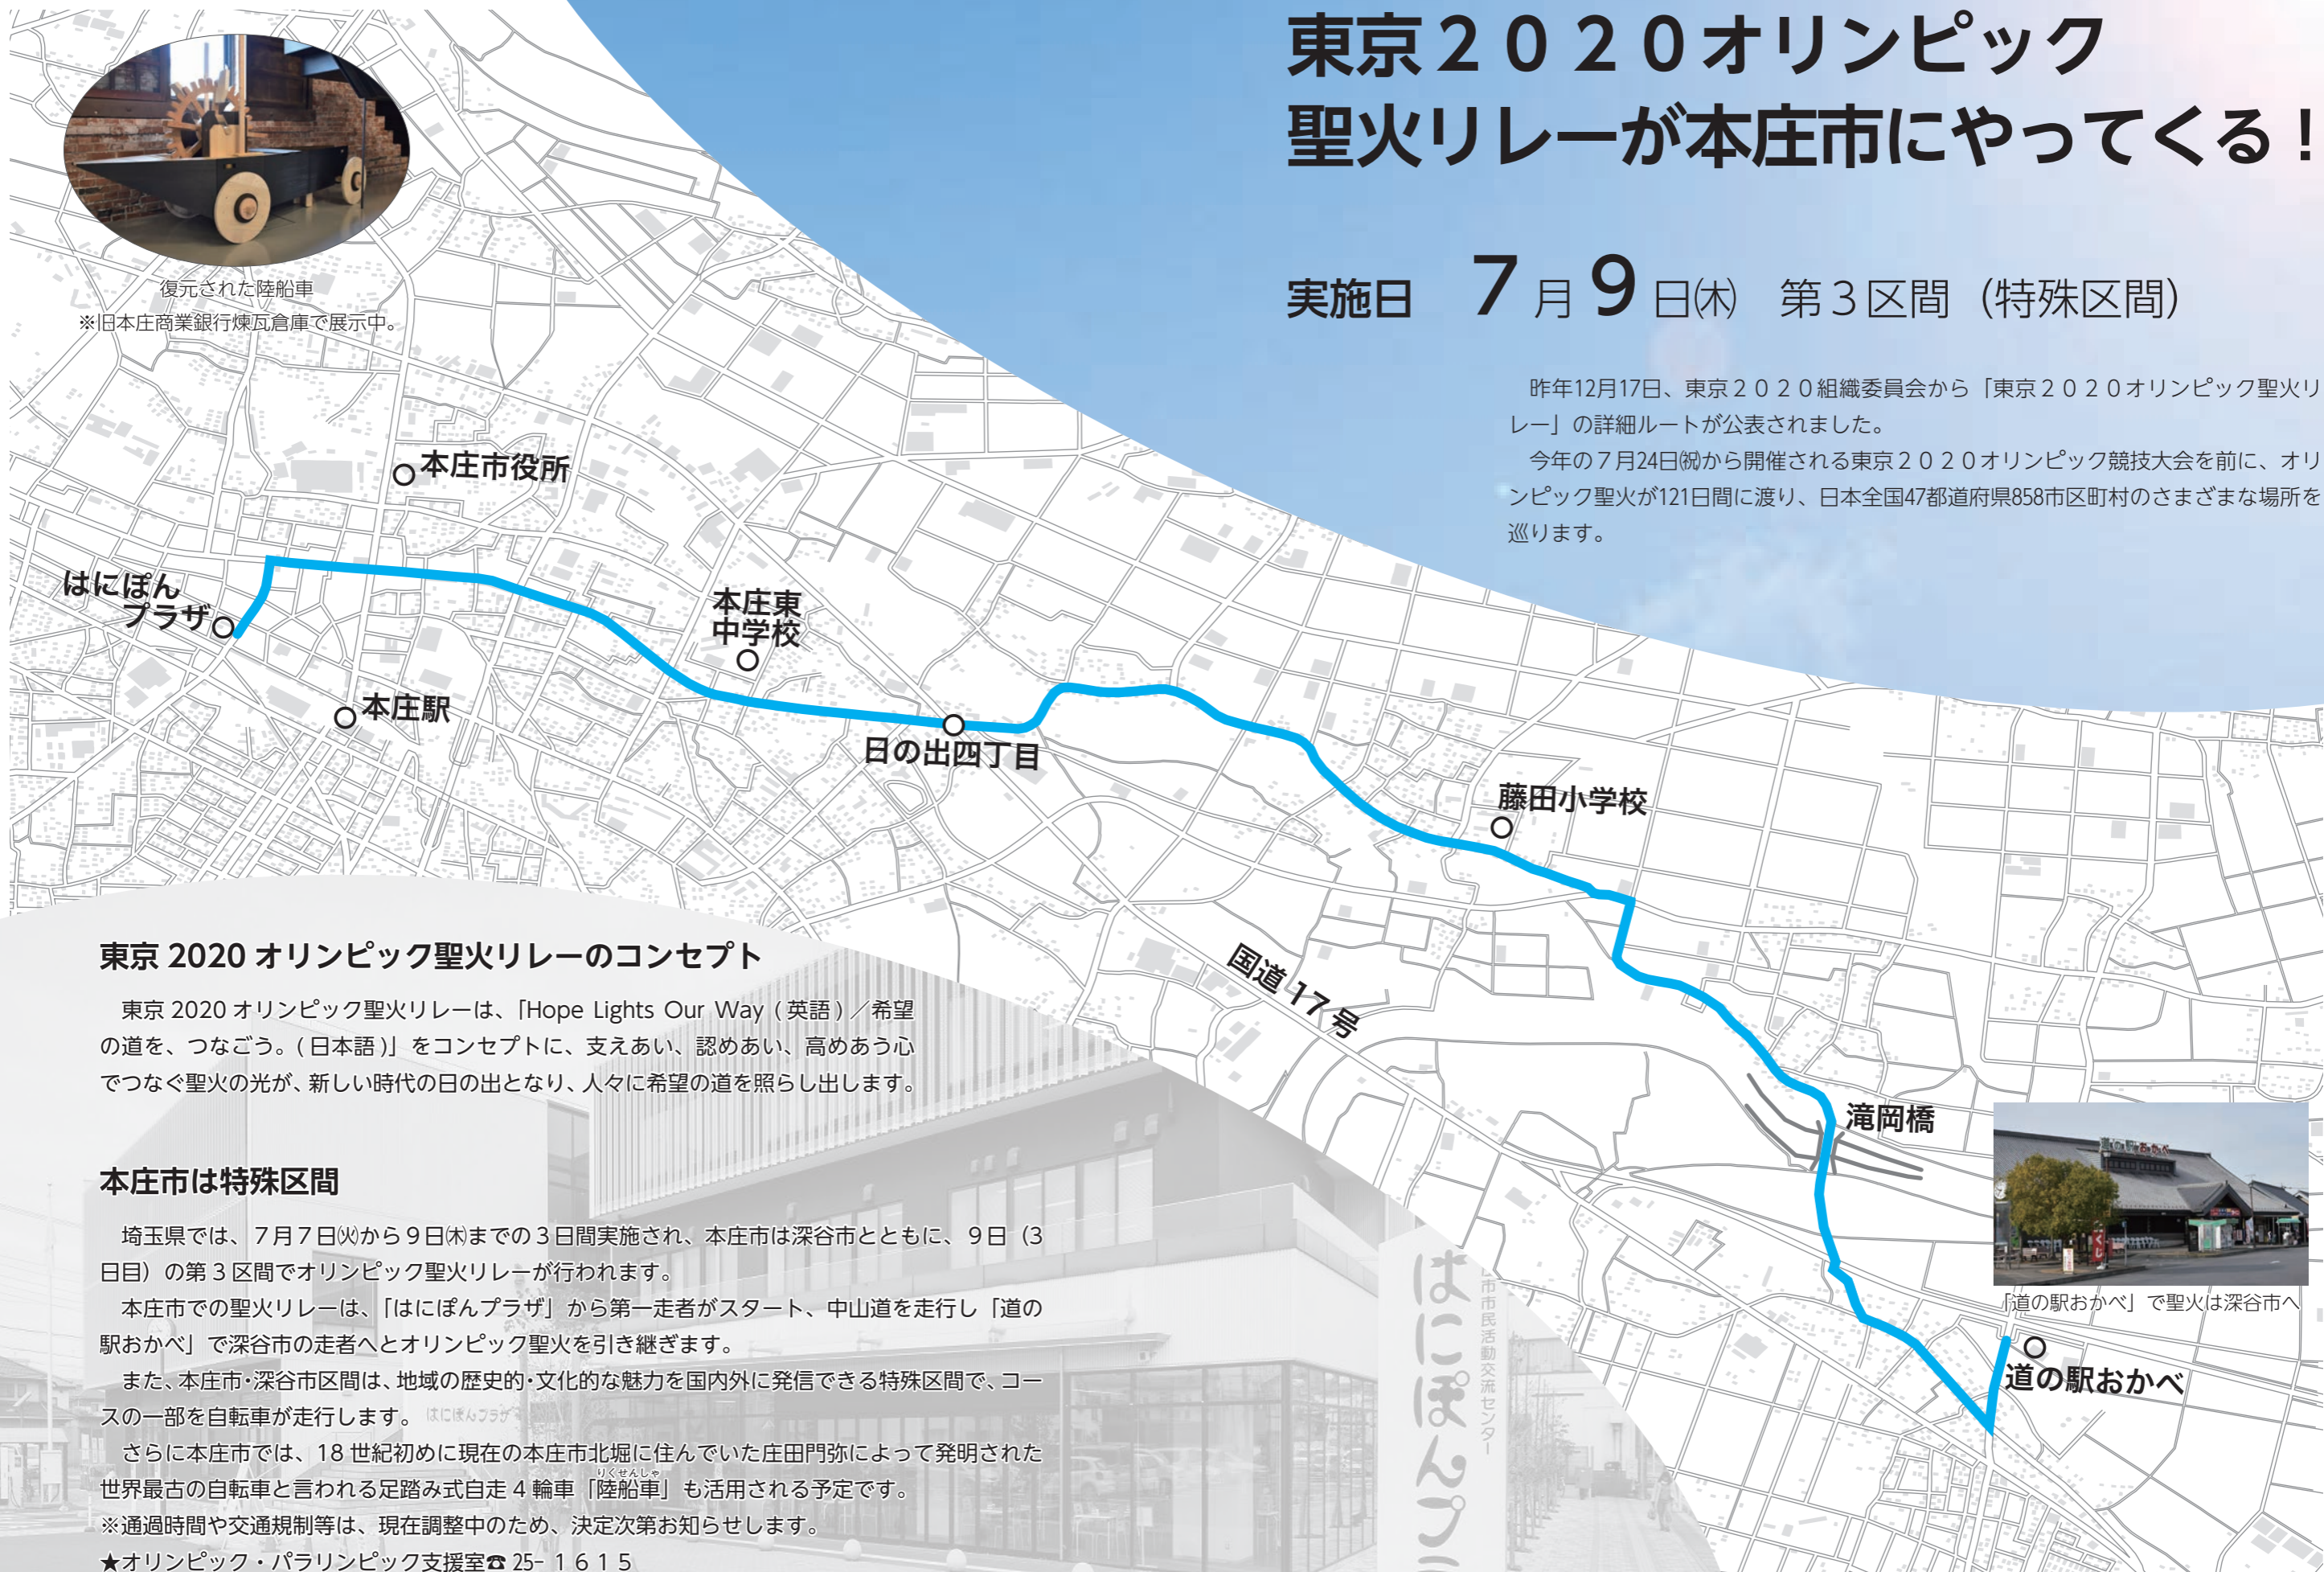 東京２０２０オリンピック
聖火リレーが本庄市にやってくる！
実施日　７月９日㈭　第３区間（特殊区間）
昨年12月17日、東京２０２０組織委員会から「東京２０２０オリンピック聖火リ
レー」の詳細ルートが公表されました。
今年の７月24日㈷から開催される東京２０２０オリンピック競技大会を前に、オリ
ンピック聖火が121日間に渡り、日本全国47都道府県858市区町村のさまざまな場所を
巡ります。
復元された陸船車
※旧本庄商業銀行煉瓦倉庫で展示中。
本庄市役所
はにぽん
プラザ
本庄東
中学校
本庄駅
日の出四丁目
藤田小学校
国道 17 号
滝岡橋
道の駅おかべ
「道の駅おかべ」で聖火は深谷市へ
道の駅おかべ
くじ
東京 2020 オリンピック聖火リレーのコンセプト
東京 2020 オリンピック聖火リレーは、「Hope Lights Our Way ( 英語 ) ／希望
の道を、つなごう。( 日本語 )」をコンセプトに、支えあい、認めあい、高めあう心
でつなぐ聖火の光が、新しい時代の日の出となり、人々に希望の道を照らし出します。
本庄市は特殊区間
埼玉県では、７月７日㈫から９日㈭までの３日間実施され、本庄市は深谷市とともに、９日（3
日目）の第３区間でオリンピック聖火リレーが行われます。
本庄市での聖火リレーは、「はにぽんプラザ」から第一走者がスタート、中山道を走行し「道の
駅おかべ」で深谷市の走者へとオリンピック聖火を引き継ぎます。
また、本庄市・深谷市区間は、地域の歴史的・文化的な魅力を国内外に発信できる特殊区間で、コー
スの一部を自転車が走行します。
はにぽんプラザ
さらに本庄市では、18 世紀初めに現在の本庄市北堀に住んでいた庄田門弥によって発明された
りくせんしゃ
世界最古の自転車と言われる足踏み式自走 4 輪車「陸船車」も活用される予定です。
※通過時間や交通規制等は、現在調整中のため、決定次第お知らせします。
★オリンピック・パラリンピック支援室☎ 25- １６１５
はにぽんプラ
市市民活動交流センター